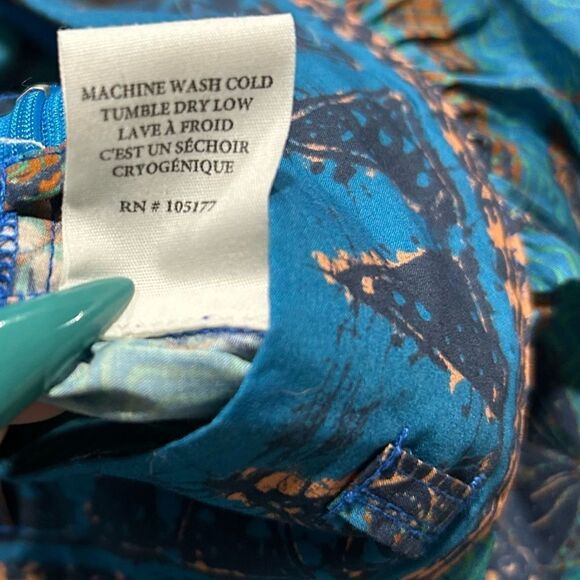 MACHINE WASH COLD
TUMBLE DRY LOW
LAVE À FROID
C'EST UN SÉCHOIR
CRYOGÉNIQUE
RN # 105177